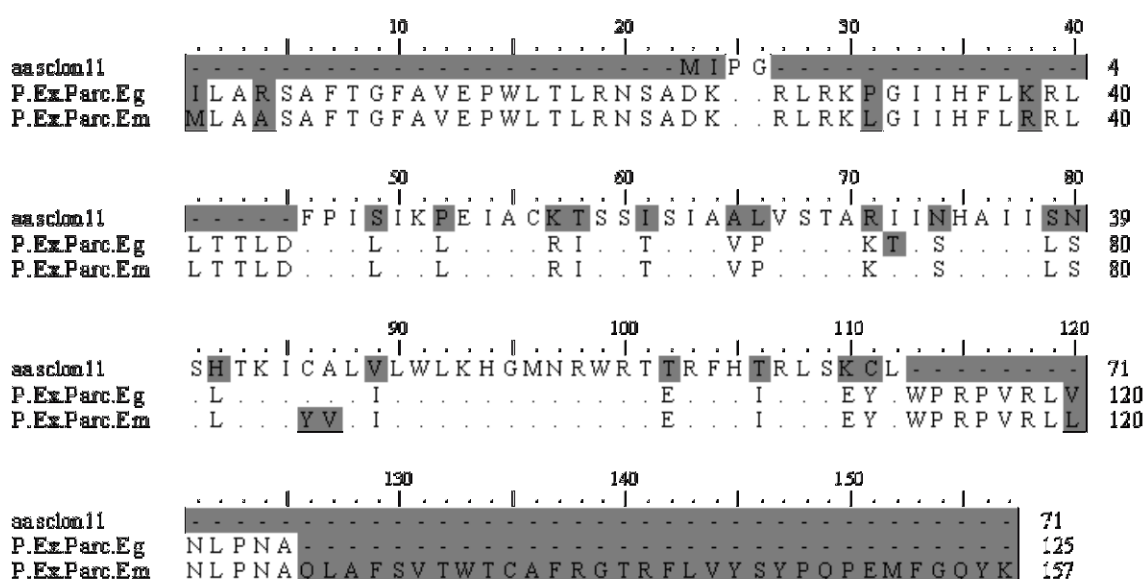 10 20 30 40
aasclon11 - - - - - - - - - - - - - - - - - - - - - - M I P G - - - - - - - - - - - - - - 4
P.Ex.Parc.Eg I L A R S A F T G F A V E P W L T L R N S A D K . . R L R K P G I I H F L K R L 40
P.Ex.Parc.Em M L A A S A F T G F A V E P W L T L R N S A D K . . R L R K L G I I H F L R R L 40
50 60 70 80
aasclon11 - - - - - F P I S I K P E I A C K T S S I S I A A L V S T A R I I N H A I I S N 39
P.Ex.Parc.Eg L T T L D . . . L . . L . . . . R I . . T . . . V P . . . . K T . S . . . . L S 80
P.Ex.Parc.Em L T T L D . . . L . . L . . . . R I . . T . . . V P . . . . K . . S . . . . L S 80
90 100 110 120
aasclon11 S H T K I C A L V L W L K H G M N R W R T T R F H T R L S K C L - - - - - - - - 71
P.Ex.Parc.Eg . L . . . . . . I . . . . . . . . . . . . E . . . I . . . E Y . W P R P V R L V 120
P.Ex.Parc.Em . L . . . Y V . I . . . . . . . . . . . . E . . . I . . . E Y . W P R P V R L L 120
130 140 150
aasclon11 - - - - - - - - - - - - - - - - - - - - - - - - - - - - - - - - - - - - - 71
P.Ex.Parc.Eg N L P N A - - - - - - - - - - - - - - - - - - - - - - - - - - - - - - - - 125
P.Ex.Parc.Em N L P N A Q L A F S V T W T C A F R G T R F L V Y S Y P Q P E M F G Q Y K 157